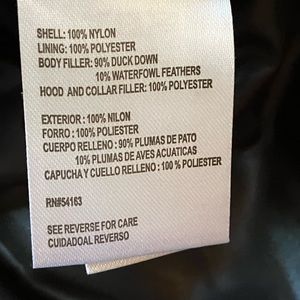 SHELL: 100% NYLON
LINING: 100% POLYESTER
BODY FILLER: 90% DUCK DOWN
10% WATERFOWL FEATHERS
HOOD AND COLLAR FILLER: 100% POLYESTER
EXTERIOR : 100% NILON
FORRO : 100% POLIESTER
CUERPO RELLENO : 90% PLUMAS DE PATO
10% PLUMAS DE AVES ACUATICAS
CAPUCHA Y CUELLO RELLENO : 100 % POLIESTER
RN#54163
SEE REVERSE FOR CARE
CUIDADOAL REVERSO